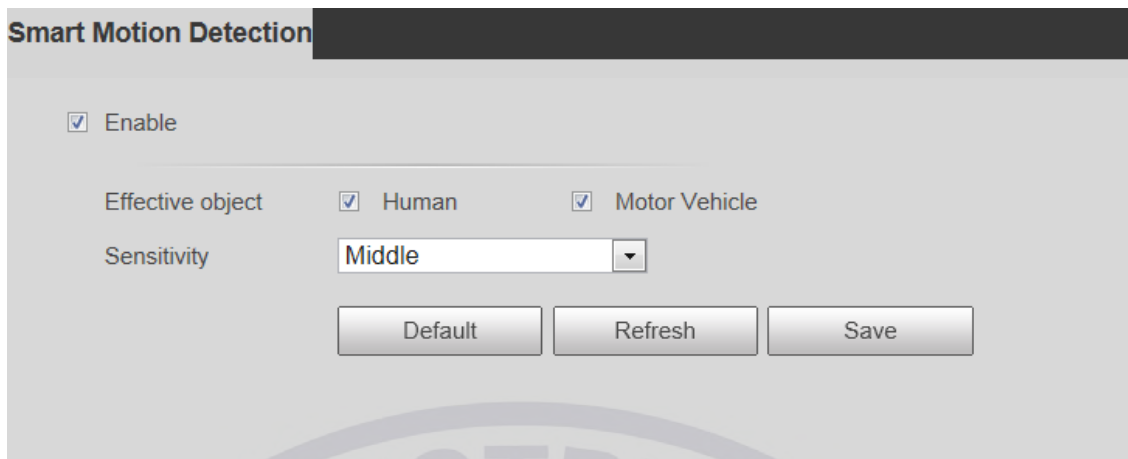 Smart Motion Detection
Enable
Effective object Human Motor Vehicle
Sensitivity Middle
Default Refresh Save